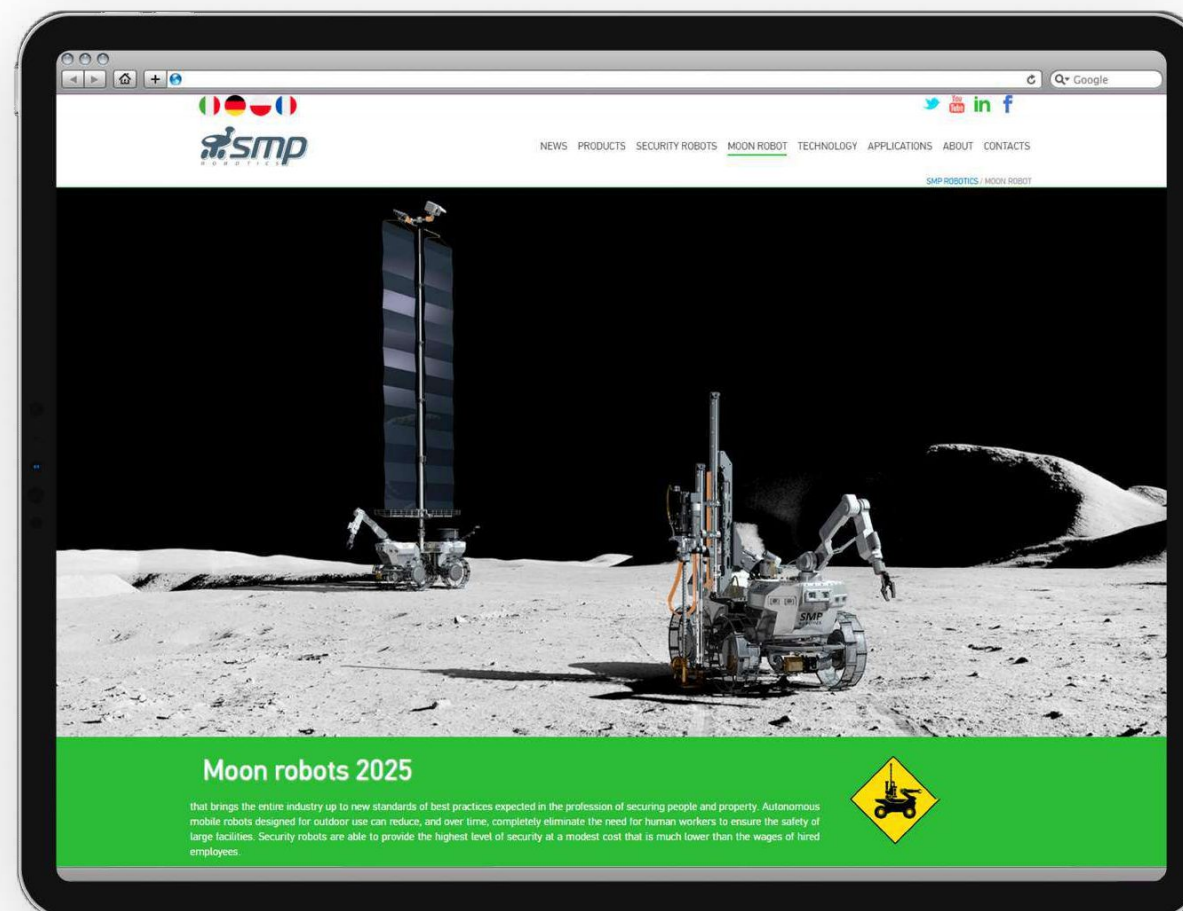 Google
You
Tube
in f
smp
ROBOTICS
NEWS PRODUCTS SECURITY ROBOTS MOON ROBOT TECHNOLOGY APPLICATIONS ABOUT CONTACTS
SMP ROBOTICS / MOON ROBOT
SMP
ROBOTICS
Moon robots 2025
that brings the entire industry up to new standards of best practices expected in the profession of securing people and property. Autonomous
mobile robots designed for outdoor use can reduce, and over time, completely eliminate the need for human workers to ensure the safety of
large facilities. Security robots are able to provide the highest level of security at a modest cost that is much lower than the wages of hired
employees.